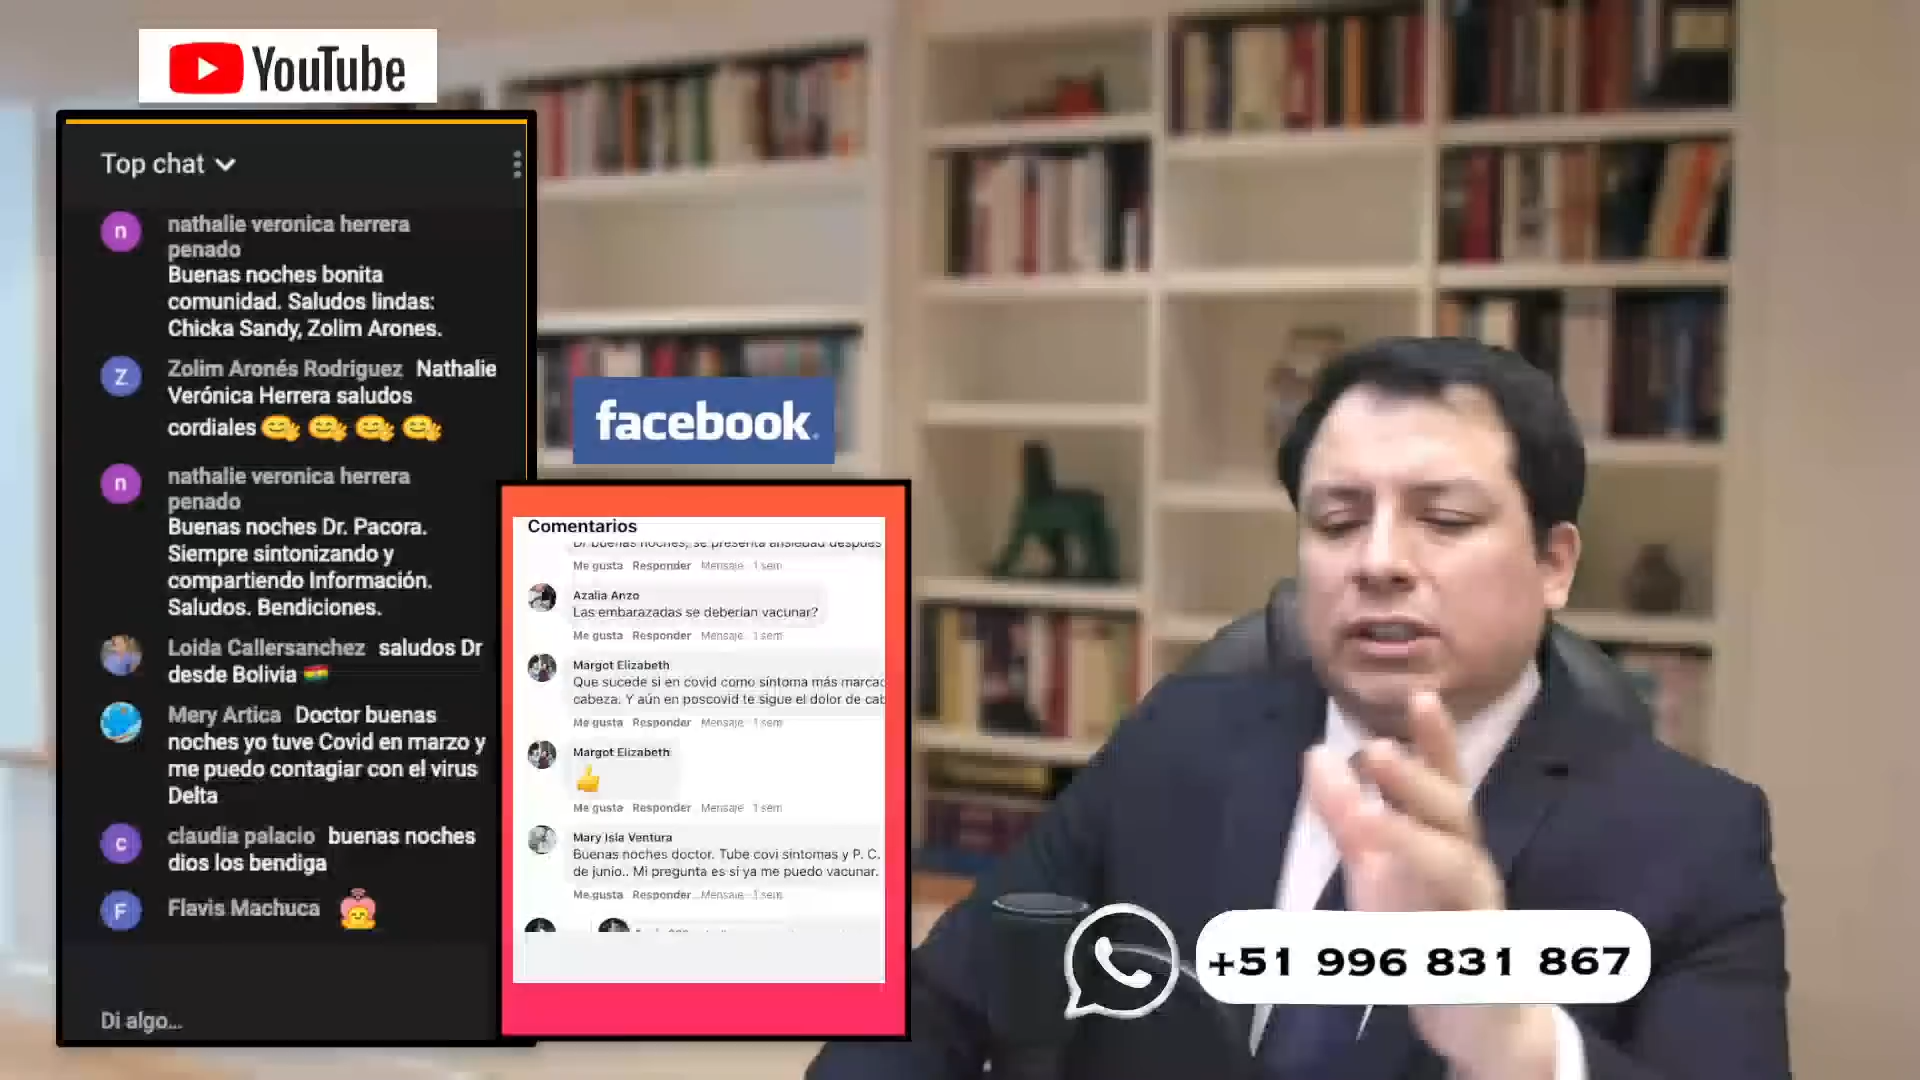 YouTube
Top chat
n
nathalie veronica herrera
penado
Buenas noches bonita
comunidad. Saludos lindas:
Chicka Sandy, Zolim Arones.
Z
Zolim Aronés Rodriguez Nathalie
Verónica Herrera saludos
cordiales
n
nathalie veronica herrera
penado
Buenas noches Dr. Pacora.
Siempre sintonizando y
compartiendo Información.
Saludos. Bendiciones.
Loida Callersanchez saludos Dr
desde Bolivia
Mery Artica Doctor buenas
noches yo tuve Covid en marzo y
me puedo contagiar con el virus
Delta
c
claudia palacio buenas noches
dios los bendiga
F
Flavis Machuca
Di algo...
facebook
Comentarios
Dr buenas noches, se presenta ansiedad despues
Me gusta Responder Mensaje 1 sem
Azalia Anzo
Las embarazadas se deberían vacunar?
Me gusta Responder Mensaje 1 sem
Margot Elizabeth
Que sucede si en covid como síntoma más marcad
cabeza. Y aún en poscovid te sigue el dolor de cab
Me gusta Responder Mensaje 1 sem
Margot Elizabeth
Me gusta Responder Mensaje 1 sem
Mary Isla Ventura
Buenas noches doctor. Tube covi sintomas y P. C.
de junio.. Mi pregunta es si ya me puedo vacunar.
Me gusta Responder Mensaje 1 sem
+51 996 831 867